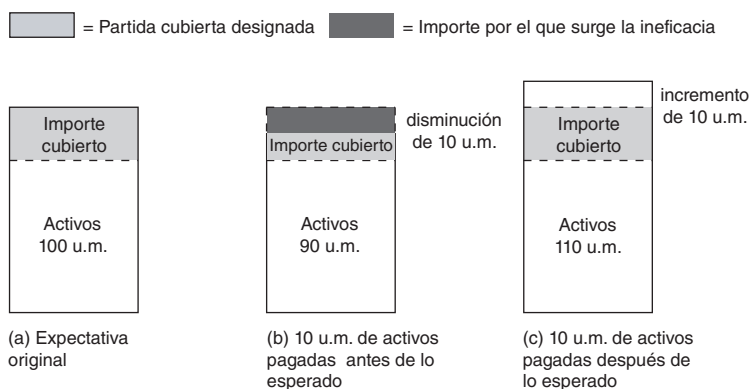 = Partida cubierta designada
= Importe por el que surge la ineficacia
Importe
cubierto
Activos
100 u.m.
(a) Expectativa
original
Importe cubierto
disminución
de 10 u.m.
Activos
90 u.m.
(b) 10 u.m. de activos
pagadas antes de lo
esperado
incremento
de 10 u.m.
Importe
cubierto
Activos
110 u.m.
(c) 10 u.m. de activos
pagadas después de
lo esperado